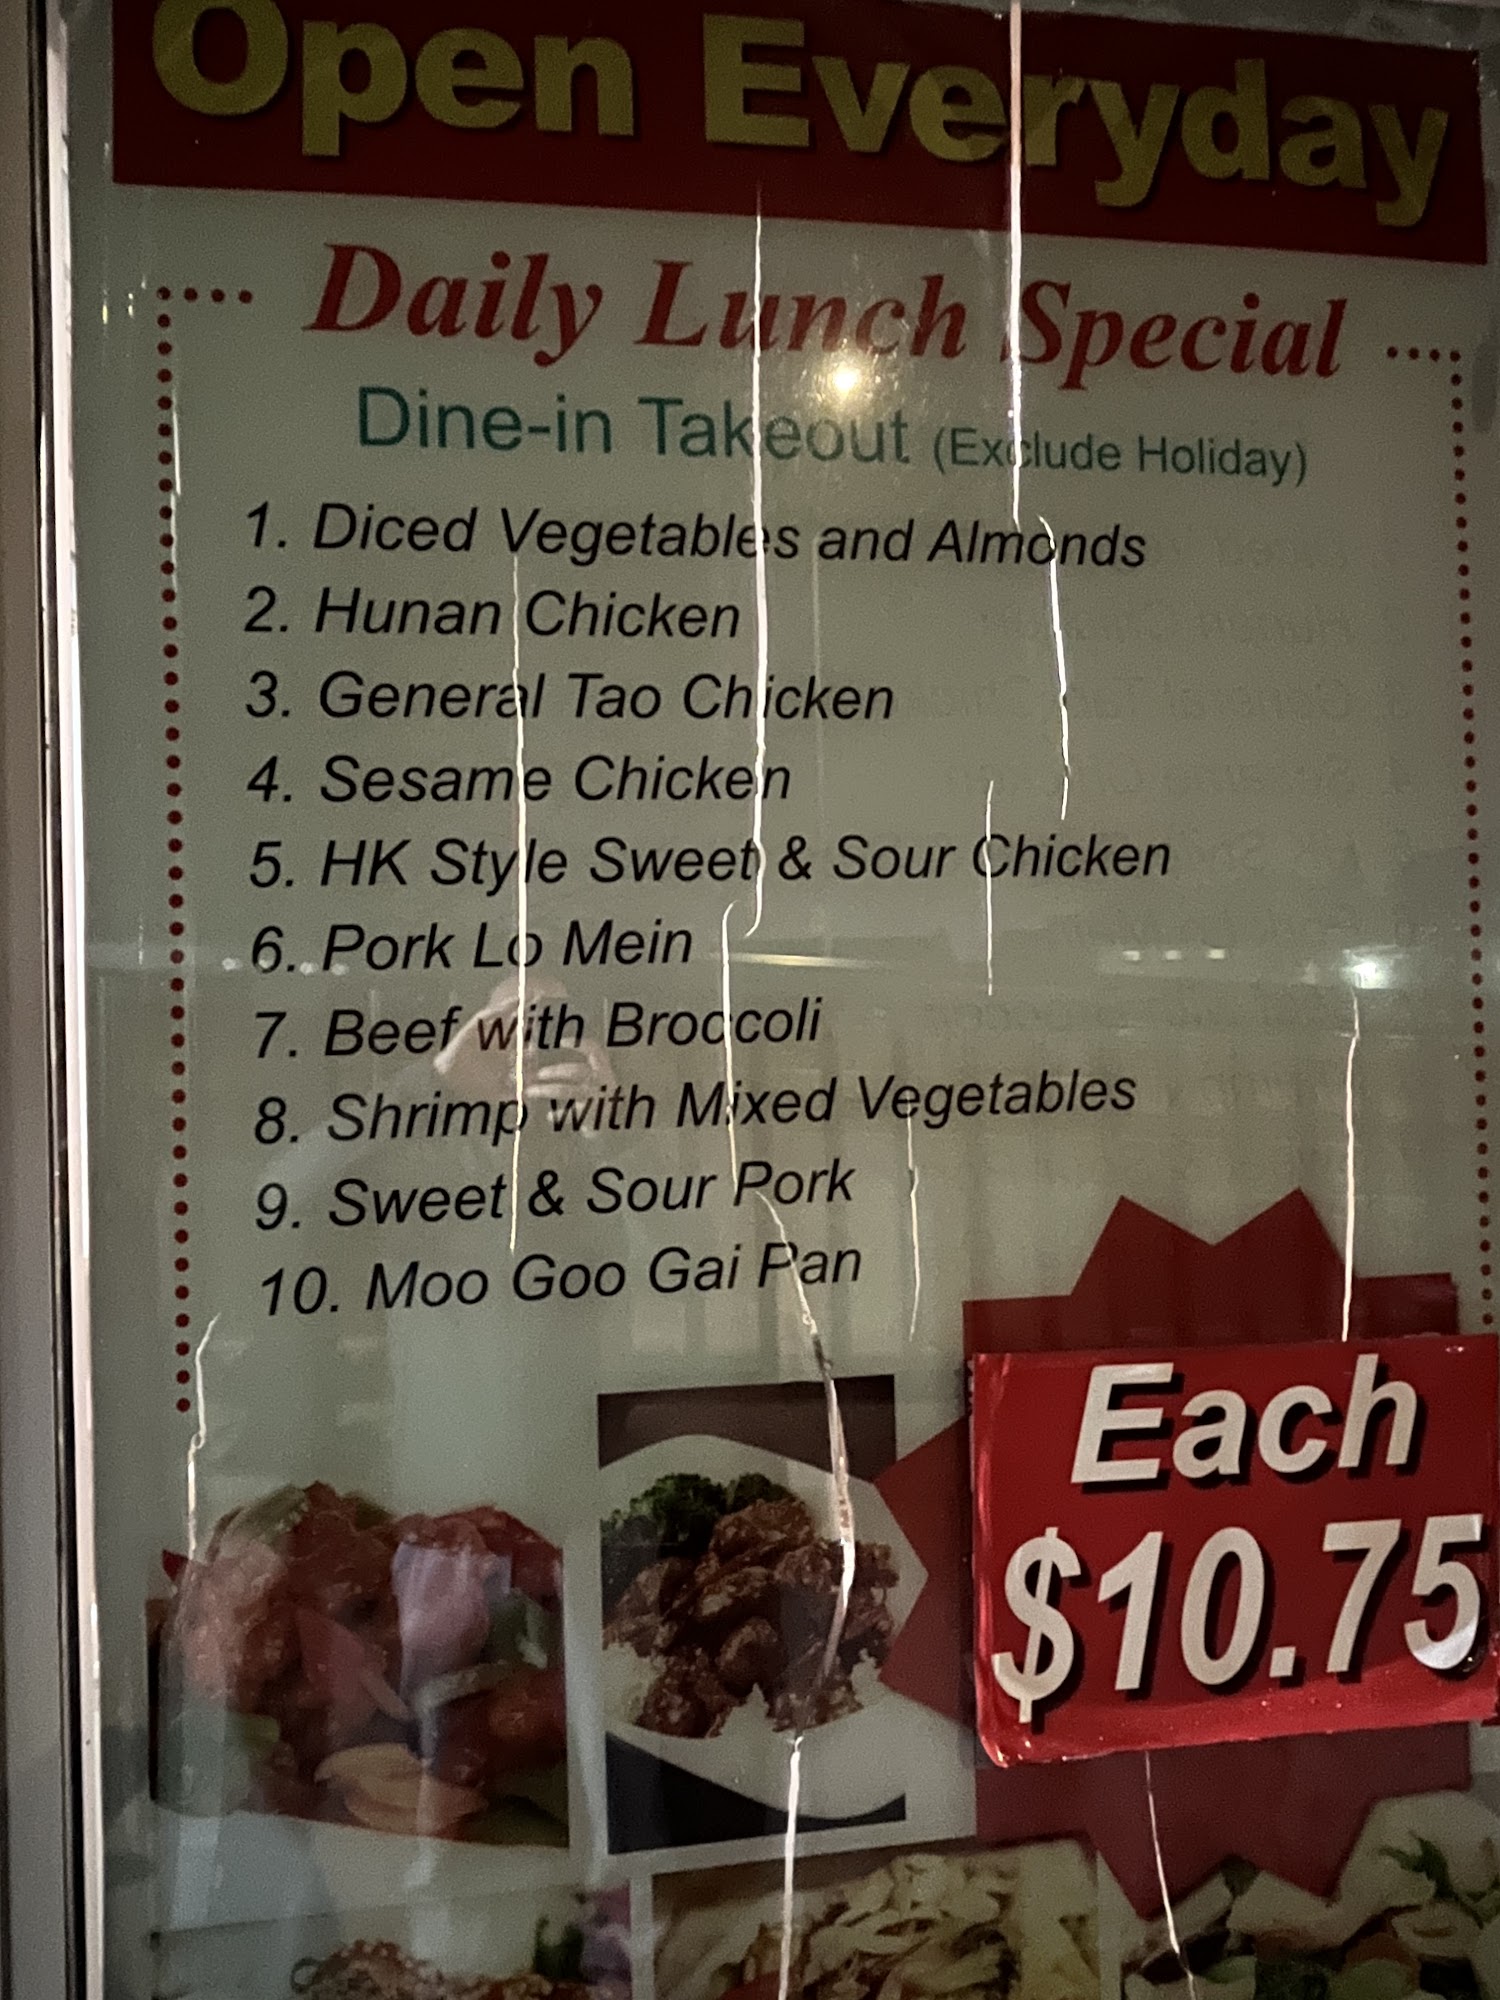 Open Everyday
Daily Lunch Special
Dine-in Takeout (Exclude Holiday)
1. Diced Vegetables and Almonds
2. Hunan Chicken
3. General Tao Chicken
4. Sesame Chicken
5. HK Style Sweet & Sour Chicken
6. Pork Lo Mein
7. Beef with Broccoli
8. Shrimp with Mixed Vegetables
9. Sweet & Sour Pork
10. Moo Goo Gai Pan
Each
$10.75